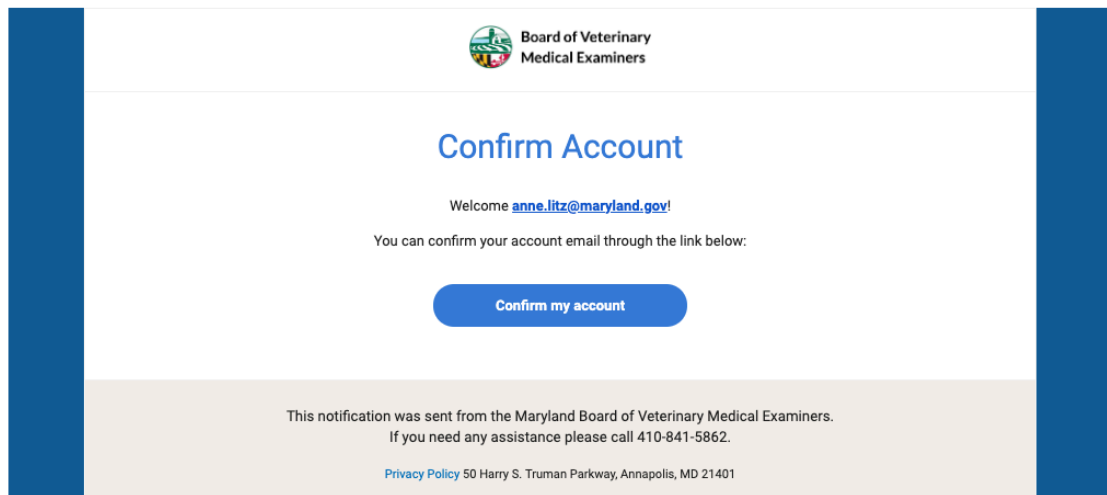 Board of Veterinary
Medical Examiners
Confirm Account
Welcome anne.litz@maryland.gov!
You can confirm your account email through the link below:
Confirm my account
This notification was sent from the Maryland Board of Veterinary Medical Examiners.
If you need any assistance please call 410-841-5862.
Privacy Policy 50 Harry S. Truman Parkway, Annapolis, MD 21401